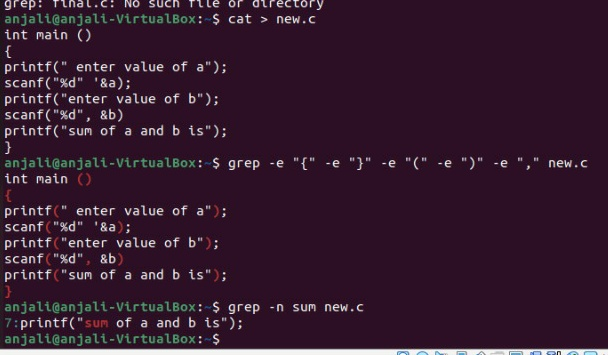 grep: final.c: No such file or directory
anjali@anjali-VirtualBox:~$ cat > new.c
int main ()
{
printf(" enter value of a");
scanf("%d" '&a);
printf("enter value of b");
scanf("%d", &b)
printf("sum of a and b is");
}
anjali@anjali-VirtualBox:~$ grep -e "{" -e "}" -e "(" -e ")" -e "," new.c
int main ()
{
printf(" enter value of a");
scanf("%d" '&a);
printf("enter value of b");
scanf("%d", &b)
printf("sum of a and b is");
}
anjali@anjali-VirtualBox:~$ grep -n sum new.c
7:printf("sum of a and b is");
anjali@anjali-VirtualBox:~$